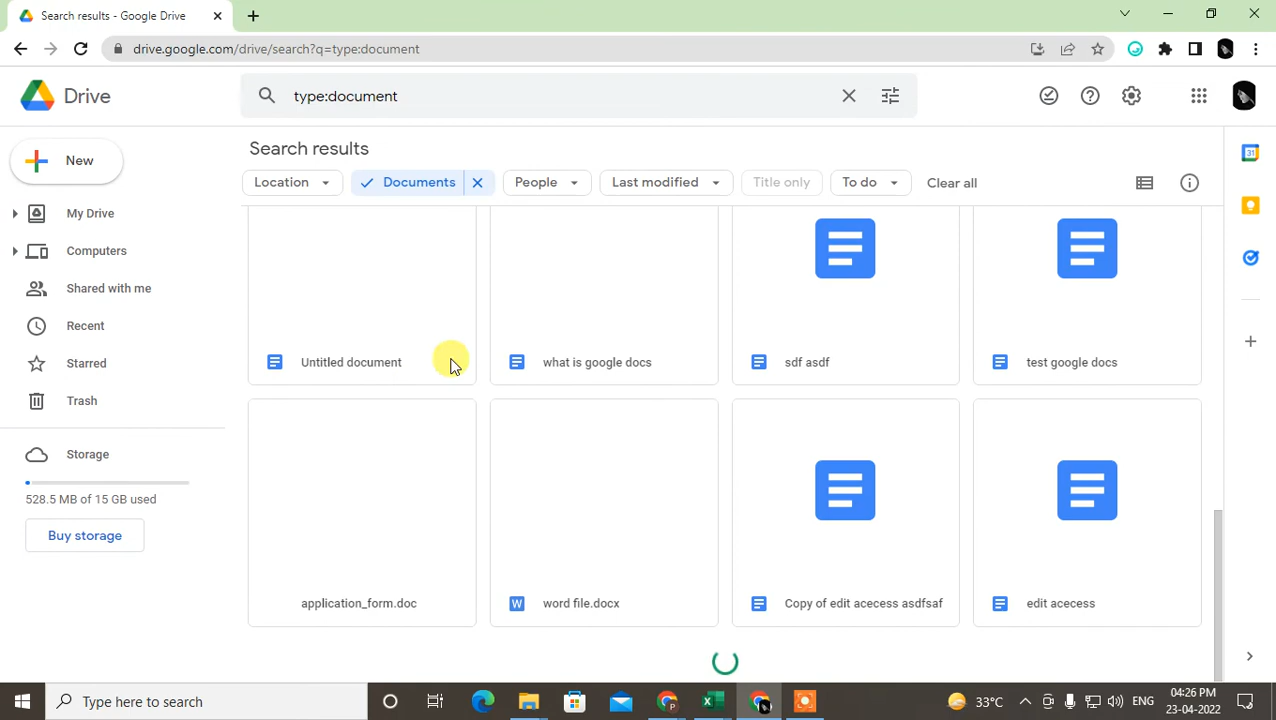 Search results - Google Drive
drive.google.com/drive/search?q=type:document
Drive
type:document
New
Search results
Location
Documents
People
Last modified
Title only
To do
Clear all
My Drive
Computers
Shared with me
Recent
Starred
Trash
Storage
528.5 MB of 15 GB used
Buy storage
Untitled document
what is google docs
sdf asdf
test google docs
application_form.doc
W
word file.docx
Copy of edit acecess asdfsaf
edit acecess
31
Type here to search
33°C
ENG
04:26 PM
23-04-2022